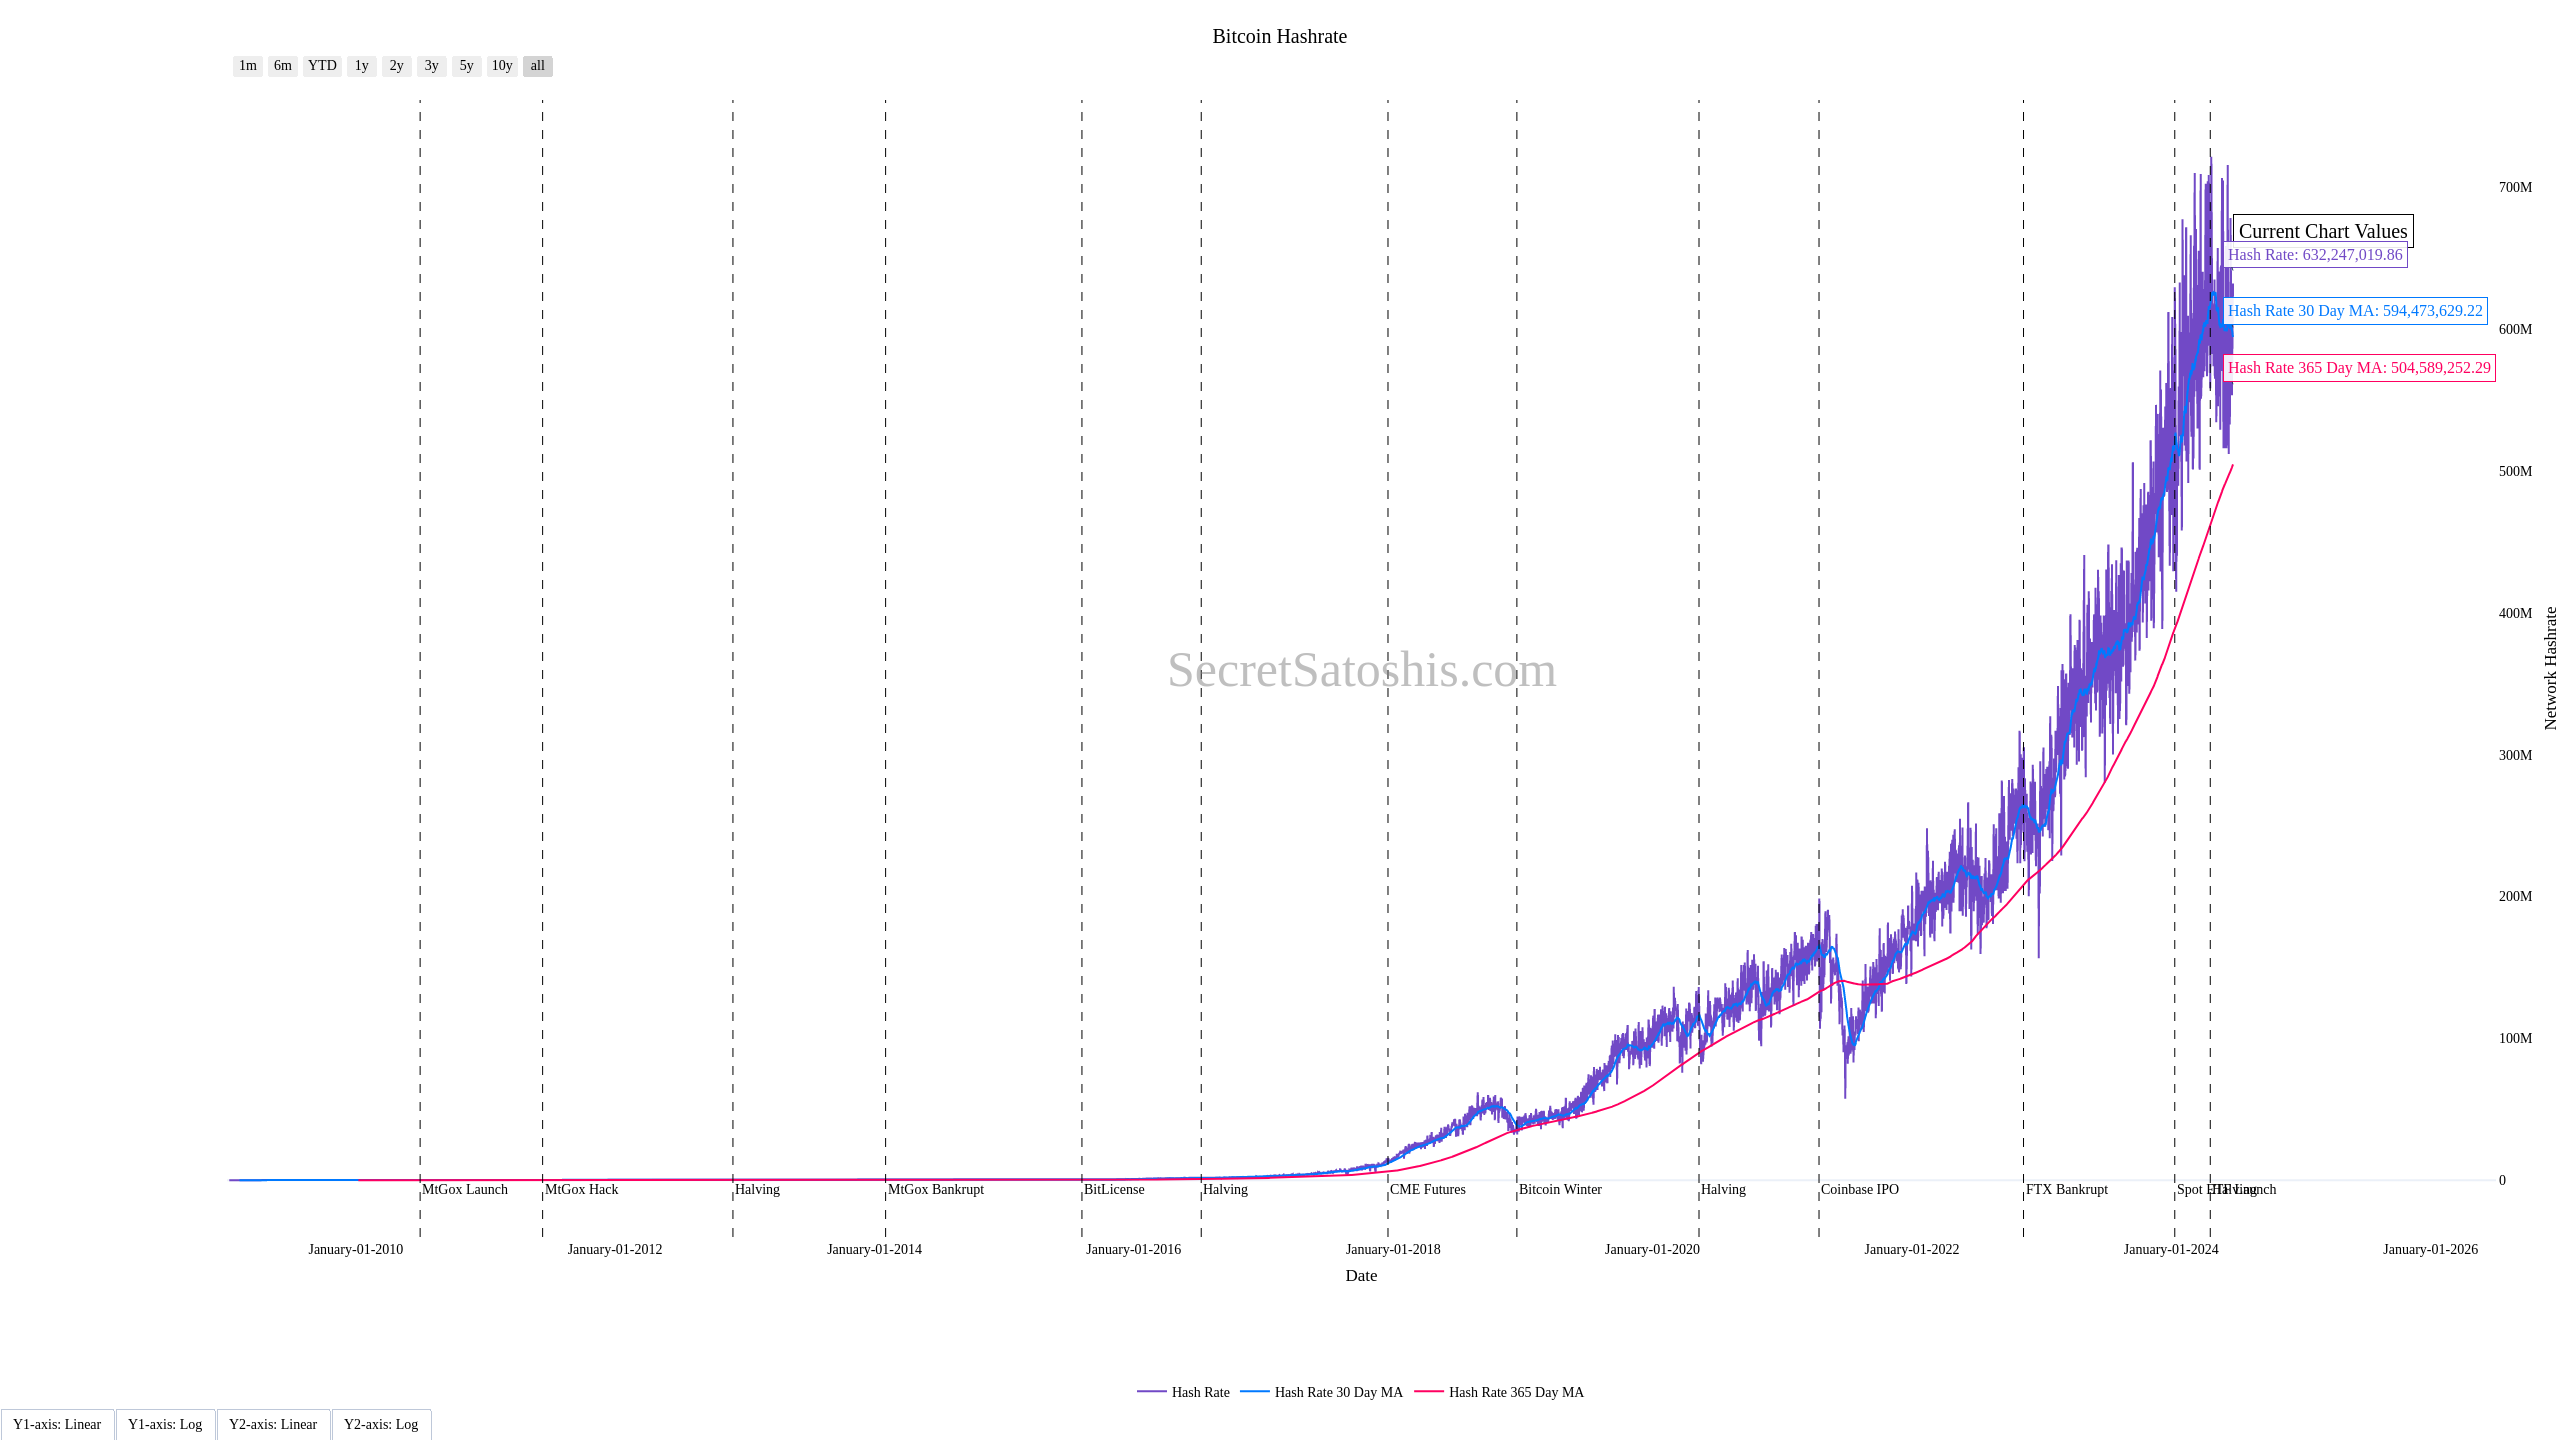 Bitcoin Hashrate
1m 6m YTD 1y 2y 3y 5y 10y all
700M
Current Chart Values
Hash Rate: 632,247,019.86
Hash Rate 30 Day MA: 594,473,629.22
600M
Hash Rate 365 Day MA: 504,589,252.29
500M
400M
Network Hashrate
SecretSatoshis.com
300M
200M
100M
0
MtGox Launch MtGox Hack Halving MtGox Bankrupt BitLicense Halving CME Futures Bitcoin Winter Halving Coinbase IPO FTX Bankrupt Spot ETF Launch Halving
January-01-2010 January-01-2012 January-01-2014 January-01-2016 January-01-2018 January-01-2020 January-01-2022 January-01-2024 January-01-2026
Date
Hash Rate Hash Rate 30 Day MA Hash Rate 365 Day MA
Y1-axis: Linear Y1-axis: Log Y2-axis: Linear Y2-axis: Log